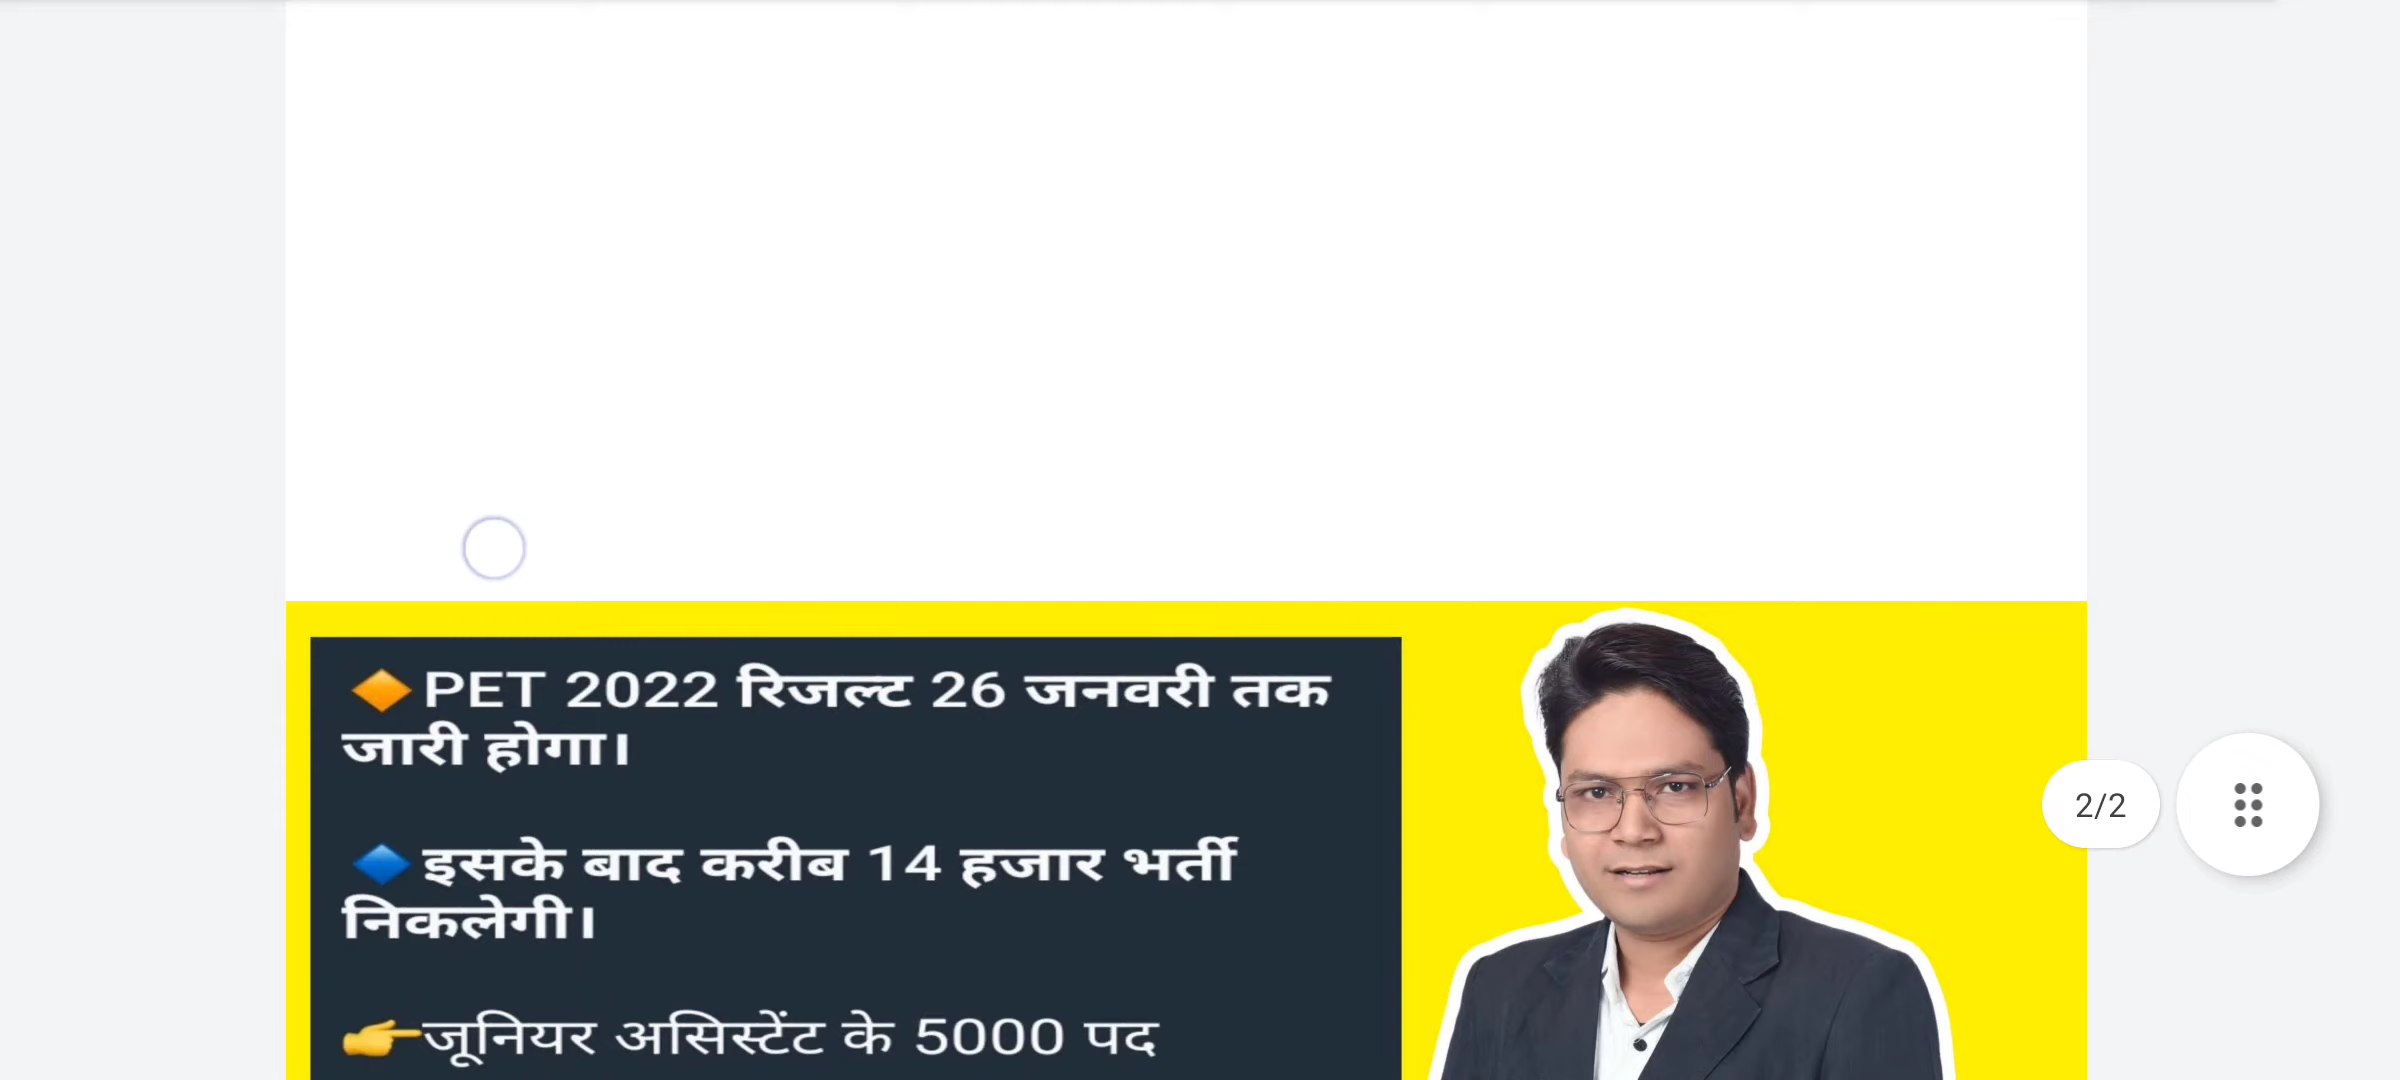 🔶PET 2022 रिजल्ट 26 जनवरी तक
जारी होगा।
🔷इसके बाद करीब 14 हजार भर्ती
निकलेगी।
👉जूनियर असिस्टेंट के 5000 पद
2/2